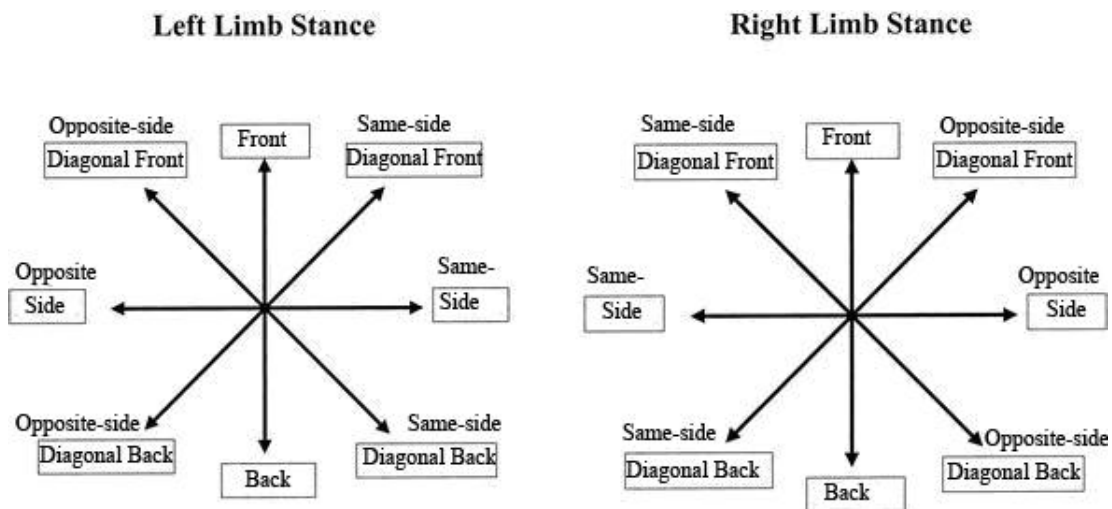 Left Limb Stance
Opposite-side
Diagonal Front
Front
Same-side
Diagonal Front
Opposite
Side
Same-
Side
Opposite-side
Diagonal Back
Back
Same-side
Diagonal Back
Right Limb Stance
Same-side
Diagonal Front
Front
Opposite-side
Diagonal Front
Same-
Side
Opposite
Side
Same-side
Diagonal Back
Back
Opposite-side
Diagonal Back